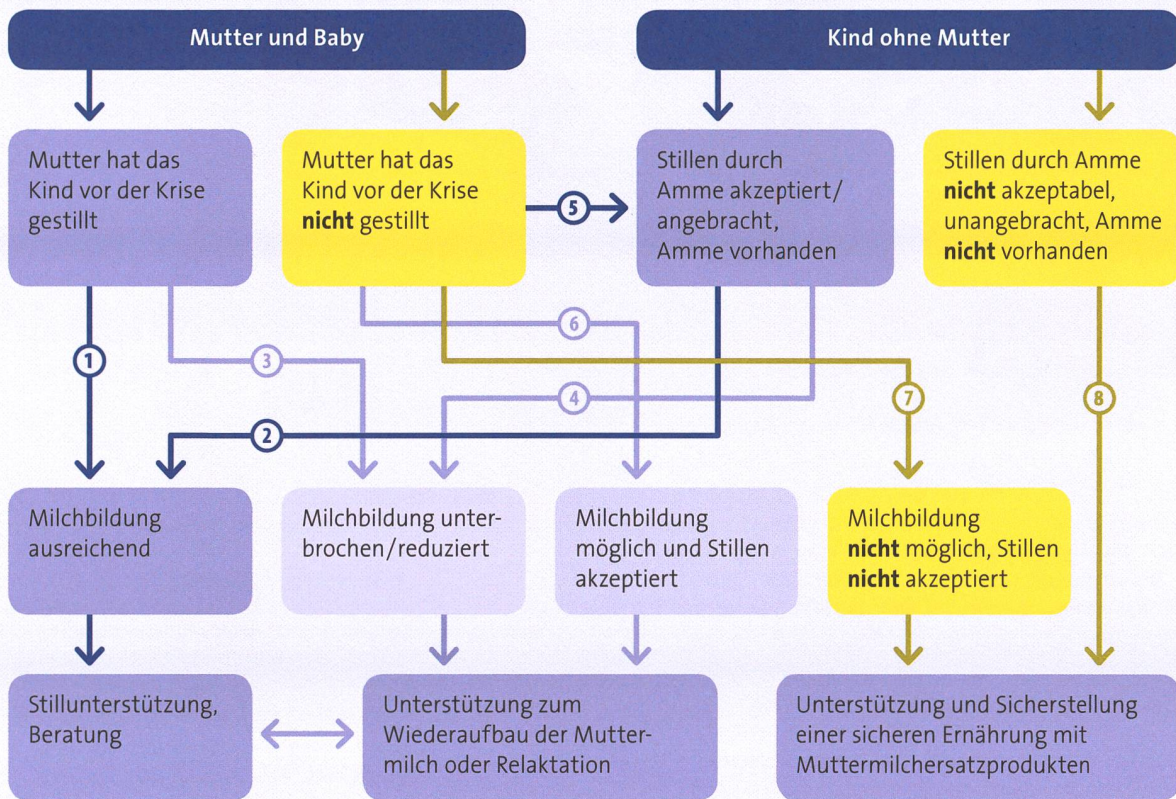 Mutter und Baby
Kind ohne Mutter
Mutter hat das
Kind vor der Krise
gestillt
Mutter hat das
Kind vor der Krise
nicht gestillt
Stillen durch
Amme akzeptiert/
angebracht,
Amme vorhanden
Stillen durch Amme
nicht akzeptabel,
unangebracht, Amme
nicht vorhanden
5
6
1
3
4
7
8
2
Milchbildung
ausreichend
Milchbildung unter-
brochen/reduziert
Milchbildung
möglich und Stillen
akzeptiert
Milchbildung
nicht möglich, Stillen
nicht akzeptiert
Stillunterstützung,
Beratung
Unterstützung zum
Wiederaufbau der Mutter-
milch oder Relaktation
Unterstützung und Sicherstellung
einer sicheren Ernährung mit
Muttermilchersatzprodukten